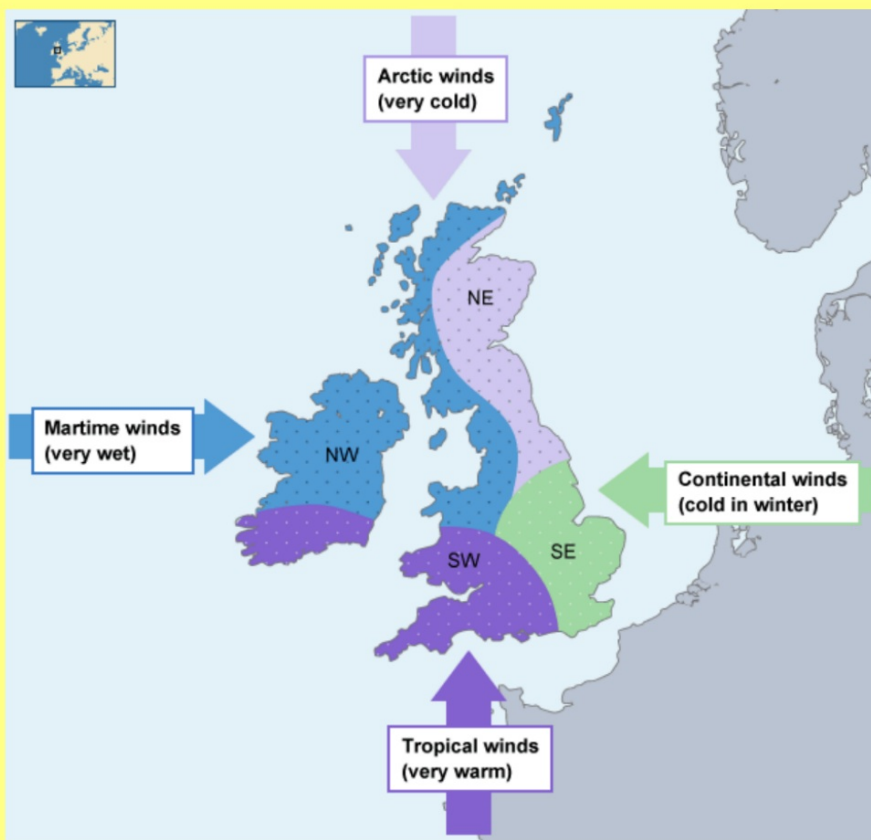 Arctic winds
(very cold)
NE
Martime winds
(very wet)
NW
Continental winds
(cold in winter)
SW
SE
Tropical winds
(very warm)